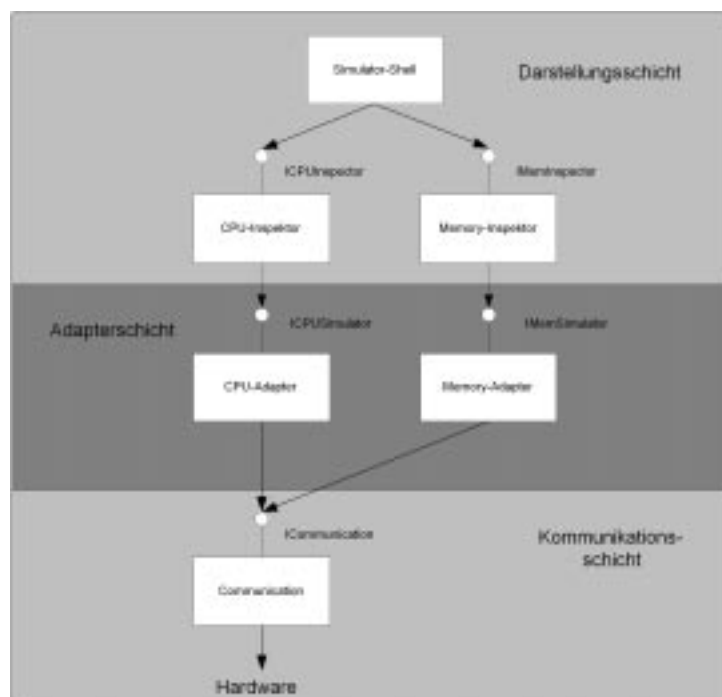 Simulator-Shell
Darstellungsschicht
ICPUInspector
IMemInspector
CPU-Inspektor
Memory-Inspektor
Adapterschicht
ICPUSimulator
IMemSimulator
CPU-Adapter
Memory-Adapter
ICommunication
Kommunikations-
schicht
Communication
Hardware